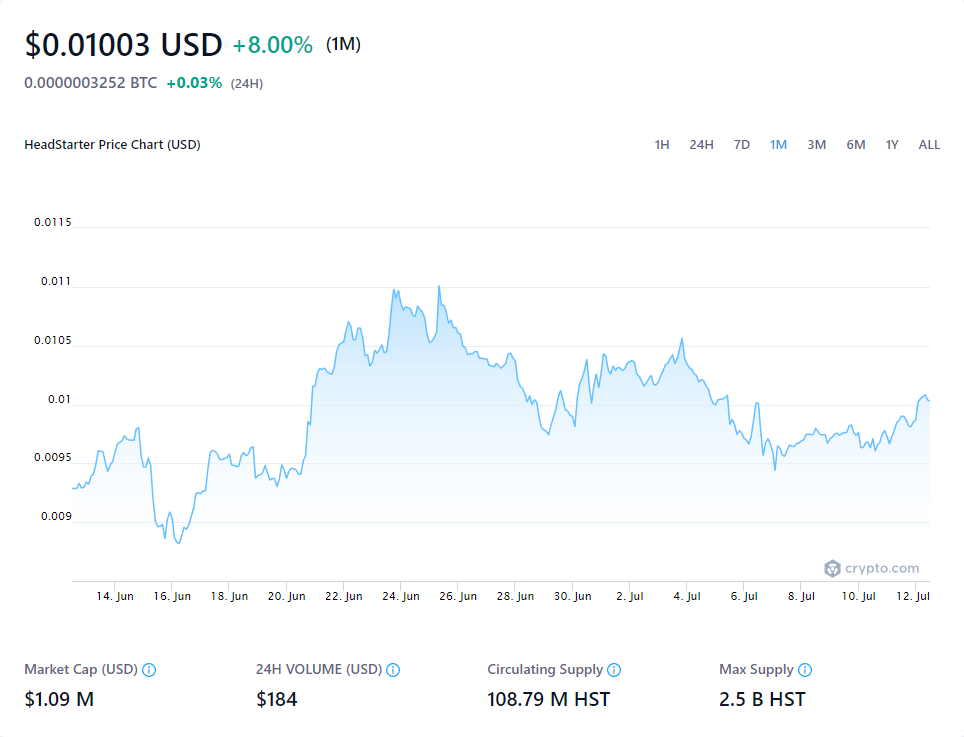 $0.01003 USD +8.00% (1M)
0.0000003252 BTC +0.03% (24H)
HeadStarter Price Chart (USD) 1H 24H 7D 1M 3M 6M 1Y ALL
0.0115
0.011
0.0105
0.01
0.0095
0.009
crypto.com
14. Jun 16. Jun 18. Jun 20. Jun 22. Jun 24. Jun 26. Jun 28. Jun 30. Jun 2. Jul 4. Jul 6. Jul 8. Jul 10. Jul 12. Jul
Market Cap (USD) 24H VOLUME (USD) Circulating Supply Max Supply
$1.09 M $184 108.79 M HST 2.5 B HST